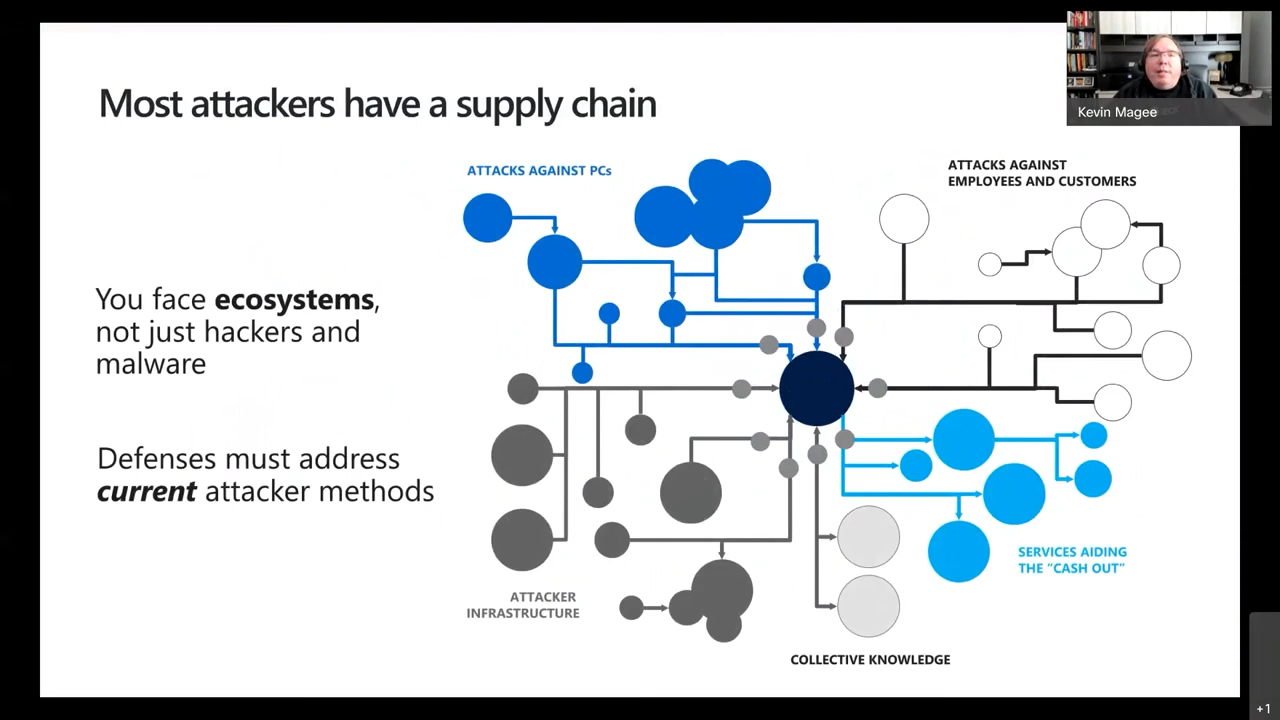 Most attackers have a supply chain
Kevin Magee
ATTACKS AGAINST PCs
ATTACKS AGAINST
EMPLOYEES AND CUSTOMERS
You face ecosystems,
not just hackers and
malware
Defenses must address
current attacker methods
SERVICES AIDING
THE “CASH OUT”
ATTACKER
INFRASTRUCTURE
COLLECTIVE KNOWLEDGE
+1